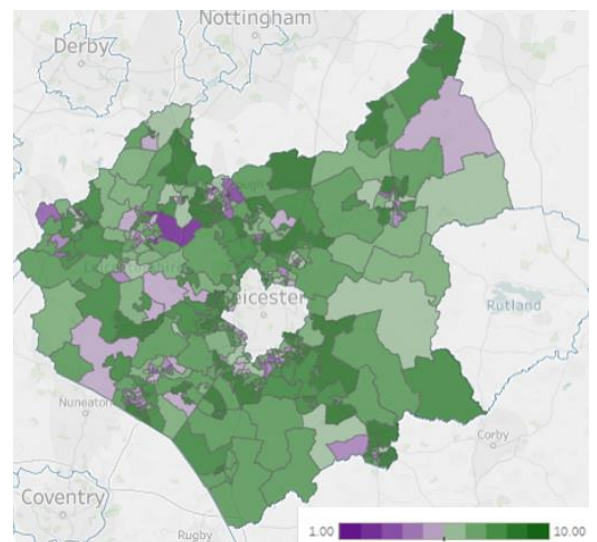 Nottingham
Derby
Leicester
Rutland
Nuneaton
Corby
Coventry
Rugby
1.00 10.00